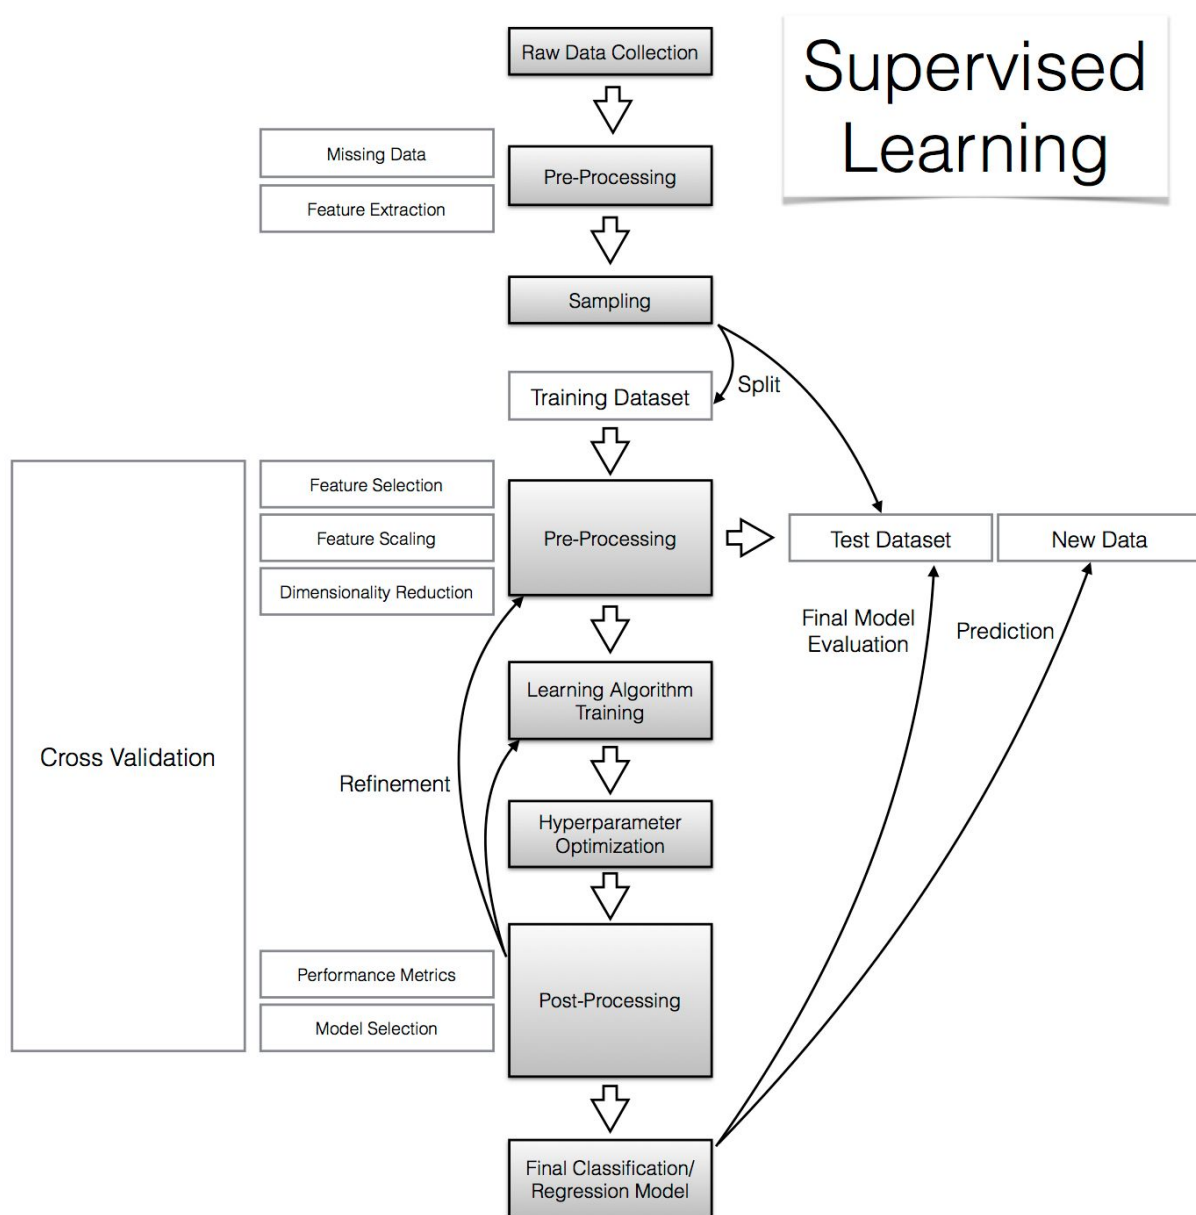 Supervised
Learning
Raw Data Collection
Missing Data
Feature Extraction
Pre-Processing
Sampling
Split
Training Dataset
Cross Validation
Feature Selection
Feature Scaling
Dimensionality Reduction
Pre-Processing
Test Dataset
New Data
Final Model
Evaluation
Prediction
Learning Algorithm
Training
Refinement
Hyperparameter
Optimization
Performance Metrics
Model Selection
Post-Processing
Final Classification/
Regression Model